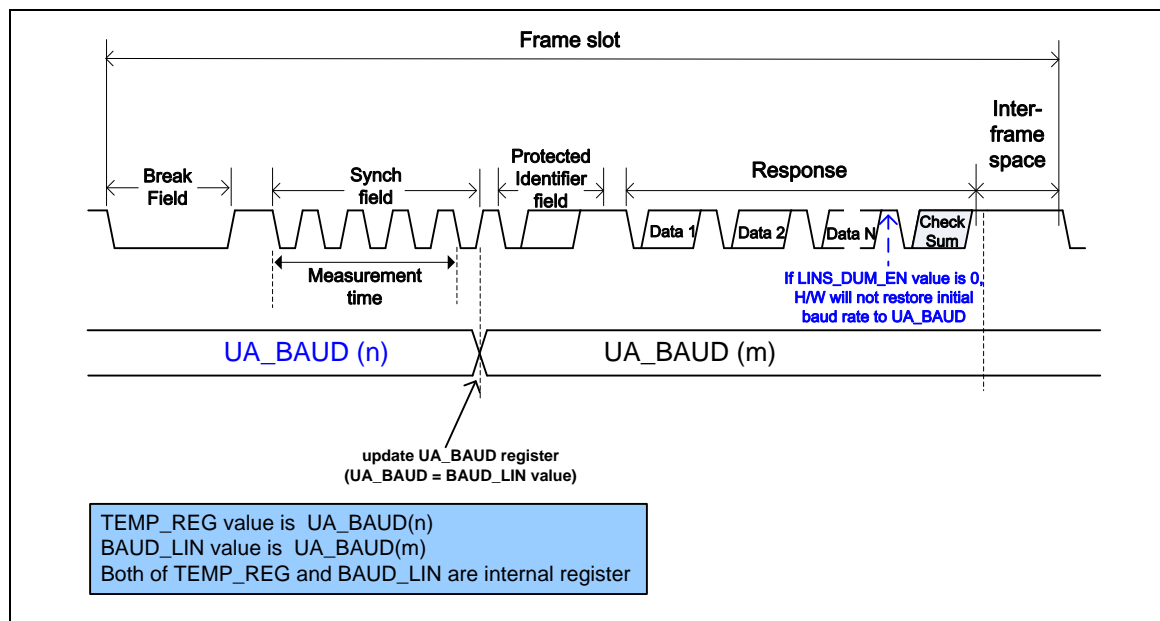 Frame slot
Inter-
frame
space
Break
Field
Synch
field
Protected
Identifier
field
Response
Data 1
Data 2
Data N
Check
Sum
Measurement
time
If LINS_DUM_EN value is 0,
H/W will not restore initial
baud rate to UA_BAUD
UA_BAUD (n)
UA_BAUD (m)
update UA_BAUD register
(UA_BAUD = BAUD_LIN value)
TEMP_REG value is UA_BAUD(n)
BAUD_LIN value is UA_BAUD(m)
Both of TEMP_REG and BAUD_LIN are internal register